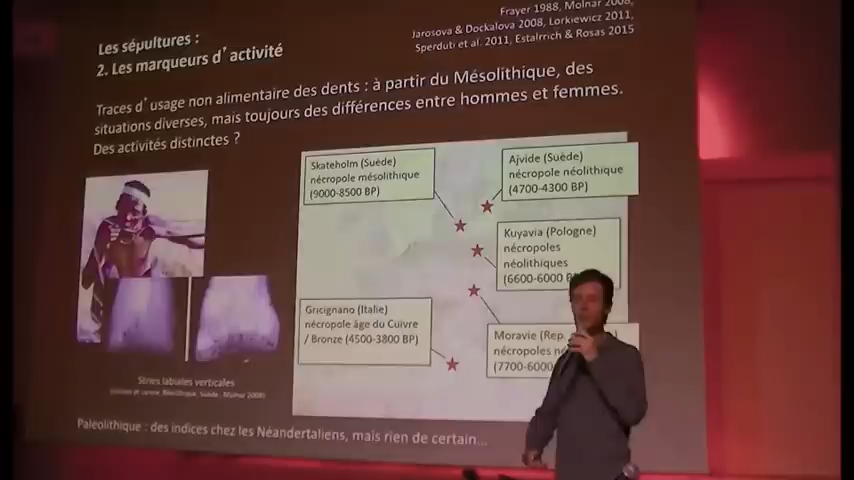 Frayer 1988, Molnar 2008,
Jarosova & Dockalova 2008, Lorkiewicz 2011,
Sperduti et al. 2011, Estalrrich & Rosas 2015
Les sépultures :
2. Les marqueurs d'activité
Traces d'usage non alimentaire des dents : à partir du Mésolithique, des
situations diverses, mais toujours des différences entre hommes et femmes.
Des activités distinctes ?
Skateholm (Suède)
nécropole mésolithique
(9000-8500 BP)
Ajvide (Suède)
nécropole néolithique
(4700-4300 BP)
Kuyavia (Pologne)
nécropoles
néolithiques
(6600-6000
Gricignano (Italie)
nécropole âge du Cuivre
/ Bronze (4500-3800 BP)
Moravie (Rep.
nécropoles
(7700-6000
Stries labiales verticales
Paléolithique : des indices chez les Néandertaliens, mais rien de certain...